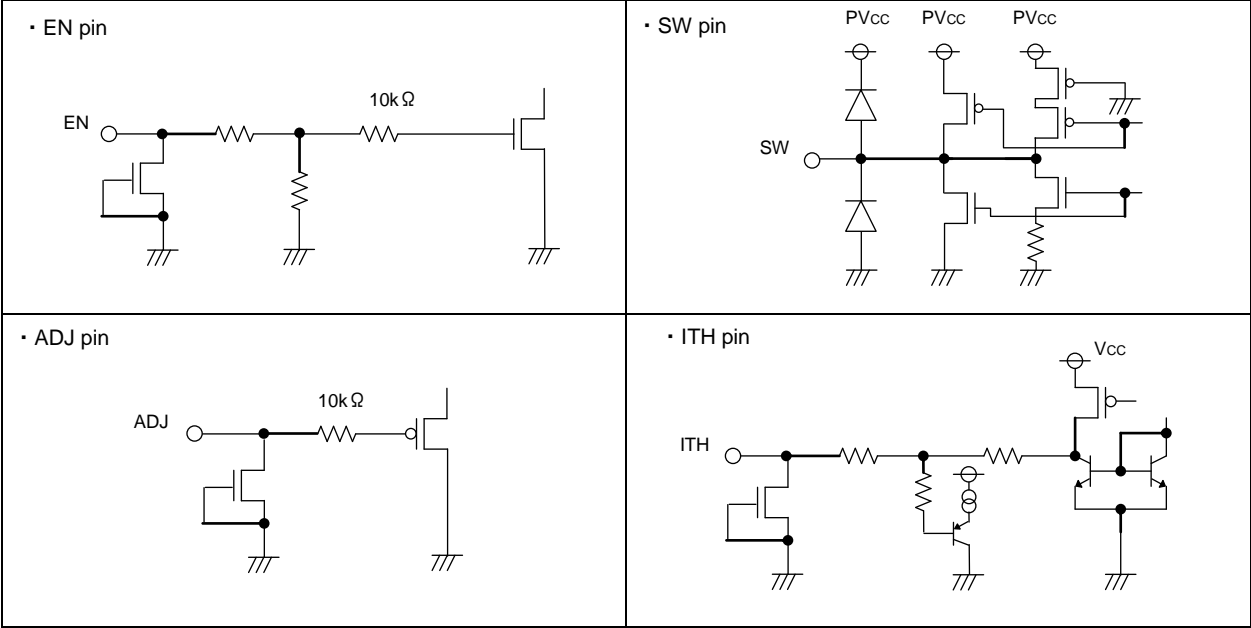 ・EN pin
10kΩ
EN
・SW pin
PVCC PVCC PVCC
SW
・ADJ pin
10kΩ
ADJ
・ITH pin
VCC
ITH